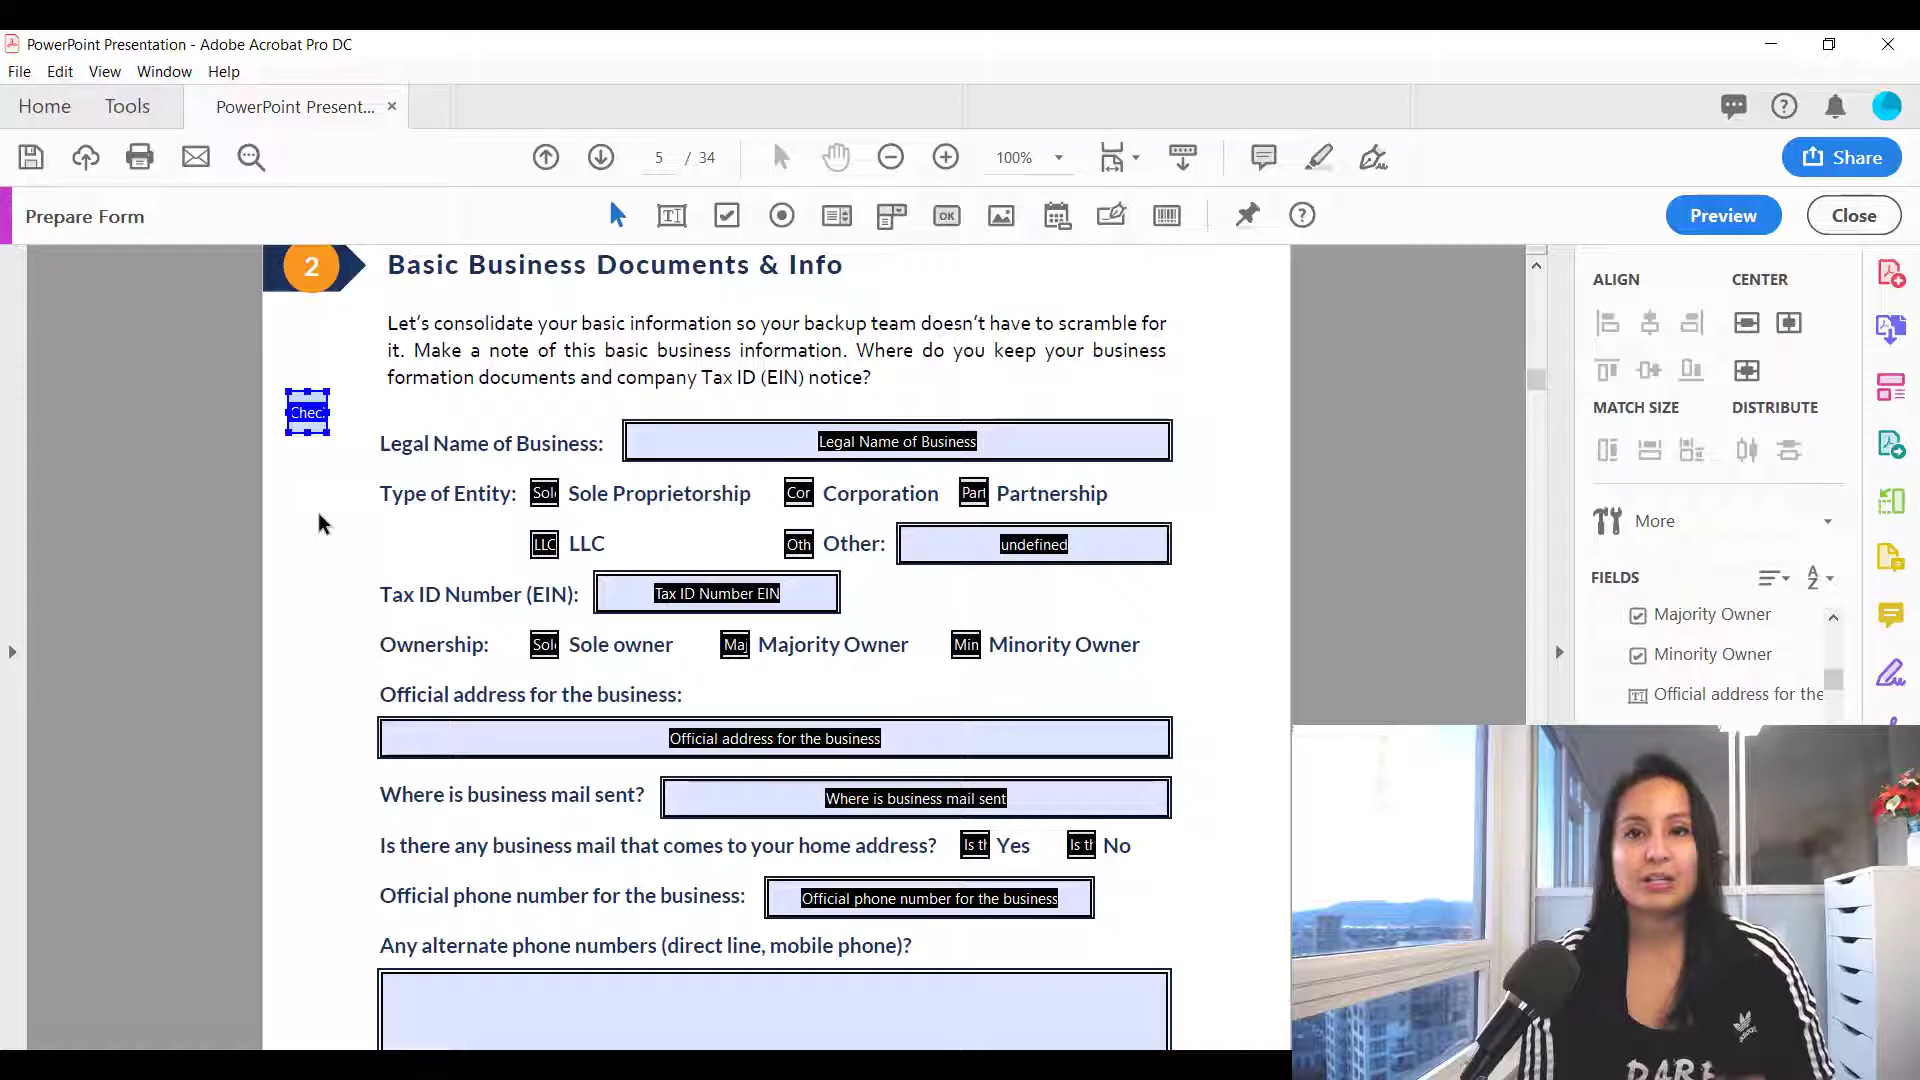 PowerPoint Presentation - Adobe Acrobat Pro DC
File Edit View Window Help
Home Tools PowerPoint Present...
5 / 34 100% Share
Prepare Form OK Preview Close
2 Basic Business Documents & Info
Let's consolidate your basic information so your backup team doesn't have to scramble for
it. Make a note of this basic business information. Where do you keep your business
formation documents and company Tax ID (EIN) notice?
Chec
Legal Name of Business: Legal Name of Business
Type of Entity: Sol Sole Proprietorship Cor Corporation Part Partnership
LLC LLC Oth Other: undefined
Tax ID Number (EIN): Tax ID Number EIN
Ownership: Sol Sole owner Maj Majority Owner Min Minority Owner
Official address for the business:
Official address for the business
Where is business mail sent? Where is business mail sent
Is there any business mail that comes to your home address? Is th Yes Is th No
Official phone number for the business: Official phone number for the business
Any alternate phone numbers (direct line, mobile phone)?
ALIGN CENTER
MATCH SIZE DISTRIBUTE
More
FIELDS
Majority Owner
Minority Owner
Official address for the
adidas
DARE